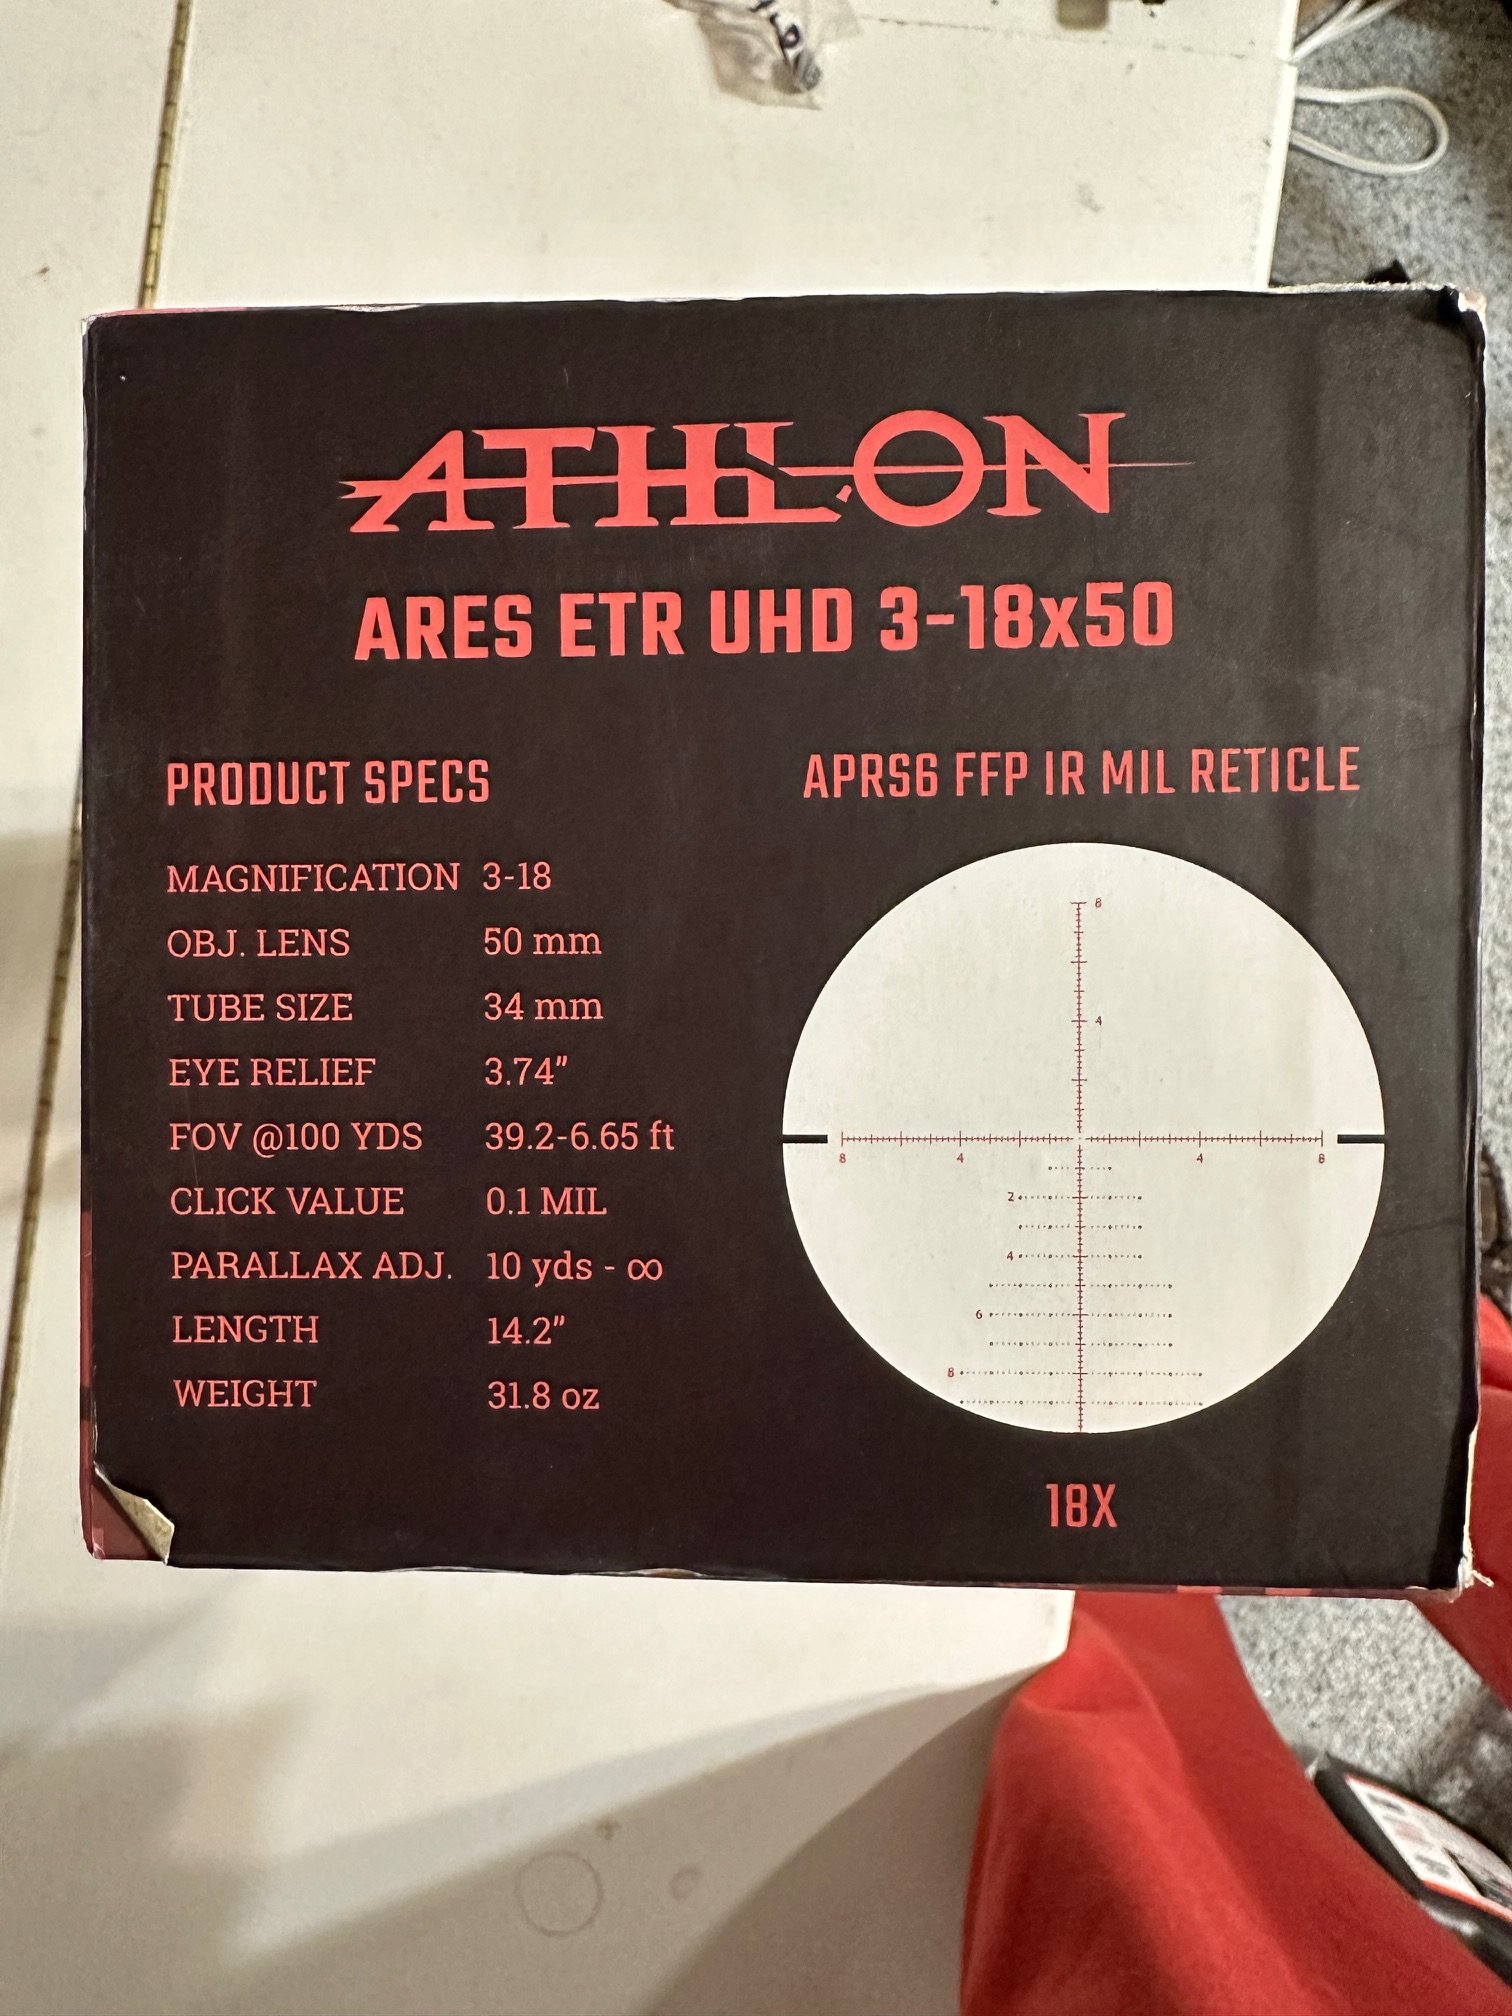 ATHLON
ARES ETR UHD 3-18x50
PRODUCT SPECS
MAGNIFICATION 3-18
OBJ. LENS 50 mm
TUBE SIZE 34 mm
EYE RELIEF 3.74"
FOV @100 YDS 39.2-6.65 ft
CLICK VALUE 0.1 MIL
PARALLAX ADJ. 10 yds - ∞
LENGTH 14.2"
WEIGHT 31.8 oz
APRS6 FFP IR MIL RETICLE
8
4
8 4 4 8
2
4
6
8
18X